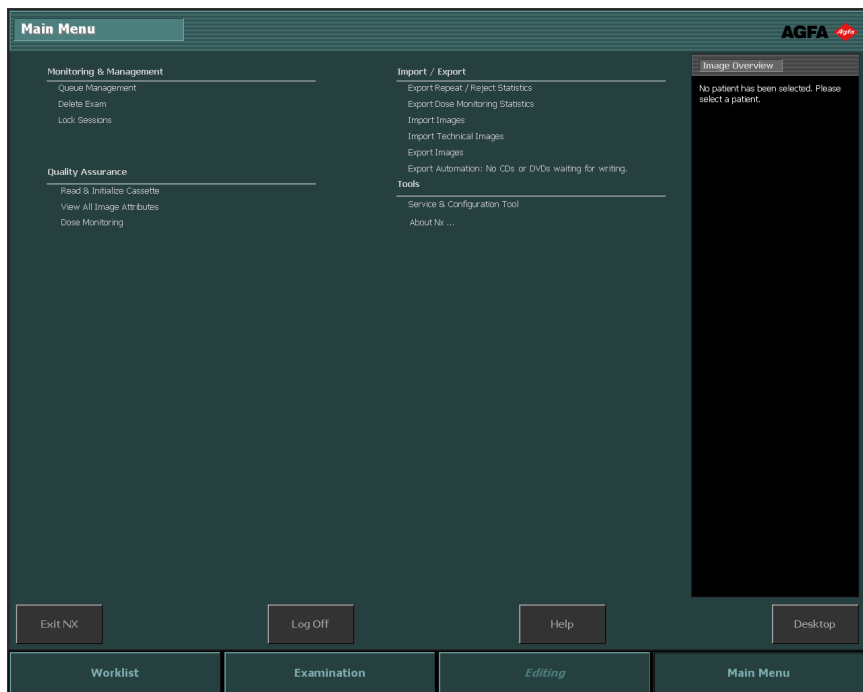 Main Menu
AGFA
Agfa
Monitoring & Management
Queue Management
Delete Exam
Lock Sessions
Quality Assurance
Read & Initialize Cassette
View All Image Attributes
Dose Monitoring
Import / Export
Export Repeat / Reject Statistics
Export Dose Monitoring Statistics
Import Images
Import Technical Images
Export Images
Export Automation: No CDs or DVDs waiting for writing.
Tools
Service & Configuration Tool
About Nx ...
Image Overview
No patient has been selected. Please
select a patient.
Exit NX
Log Off
Help
Desktop
Worklist
Examination
Editing
Main Menu